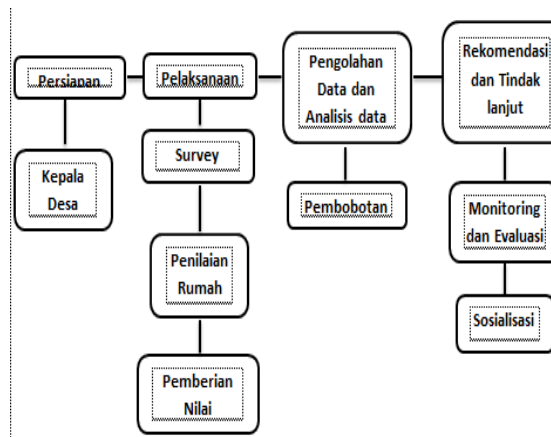 Persiapan
Pelaksanaan
Pengolahan
Data dan
Analisis data
Rekomendasi
dan Tindak
lanjut
Kepala
Desa
Survey
Penilaian
Rumah
Pemberian
Nilai
Pembobotan
Monitoring
dan Evaluasi
Sosialisasi